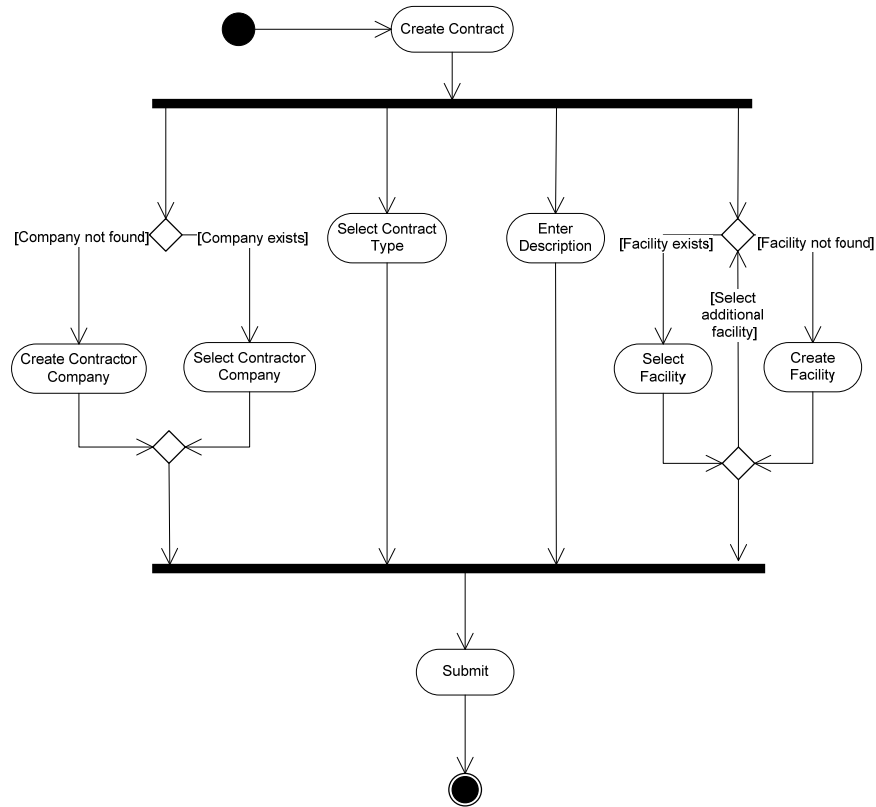 Create Contract
[Company not found]
[Company exists]
Select Contract
Type
Enter
Description
[Facility exists]
[Facility not found]
[Select
additional
facility]
Create Contractor
Company
Select Contractor
Company
Select
Facility
Create
Facility
Submit